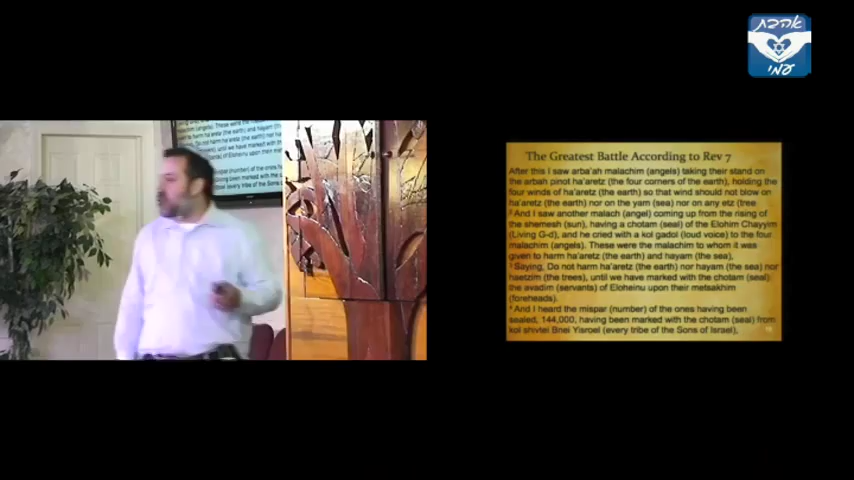 אהבת
עמי
The Greatest Battle According to Rev 7
After this I saw arba'ah malachim (angels) taking their stand on
the arbah pinot ha'aretz (the four corners of the earth), holding the
four winds of ha'aretz (the earth) so that wind should not blow on
ha'aretz (the earth) nor on the yam (sea) nor on any etz (tree
² And I saw another malach (angel) coming up from the rising of
the shemesh (sun), having a chotam (seal) of the Elohim Chayyim
(Living G-d), and he cried with a kol gadol (loud voice) to the four
malachim (angels). These were the malachim to whom it was
given to harm ha'aretz (the earth) and hayam (the sea),
³ Saying, Do not harm ha'aretz (the earth) nor hayam (the sea) nor
haetzim (the trees), until we have marked with the chotam (seal)
the avadim (servants) of Eloheinu upon their metsakhim
(foreheads).
⁴ And I heard the mispar (number) of the ones having been
sealed, 144,000, having been marked with the chotam (seal) from
kol shivtei Bnei Yisroel (every tribe of the Sons of Israel),